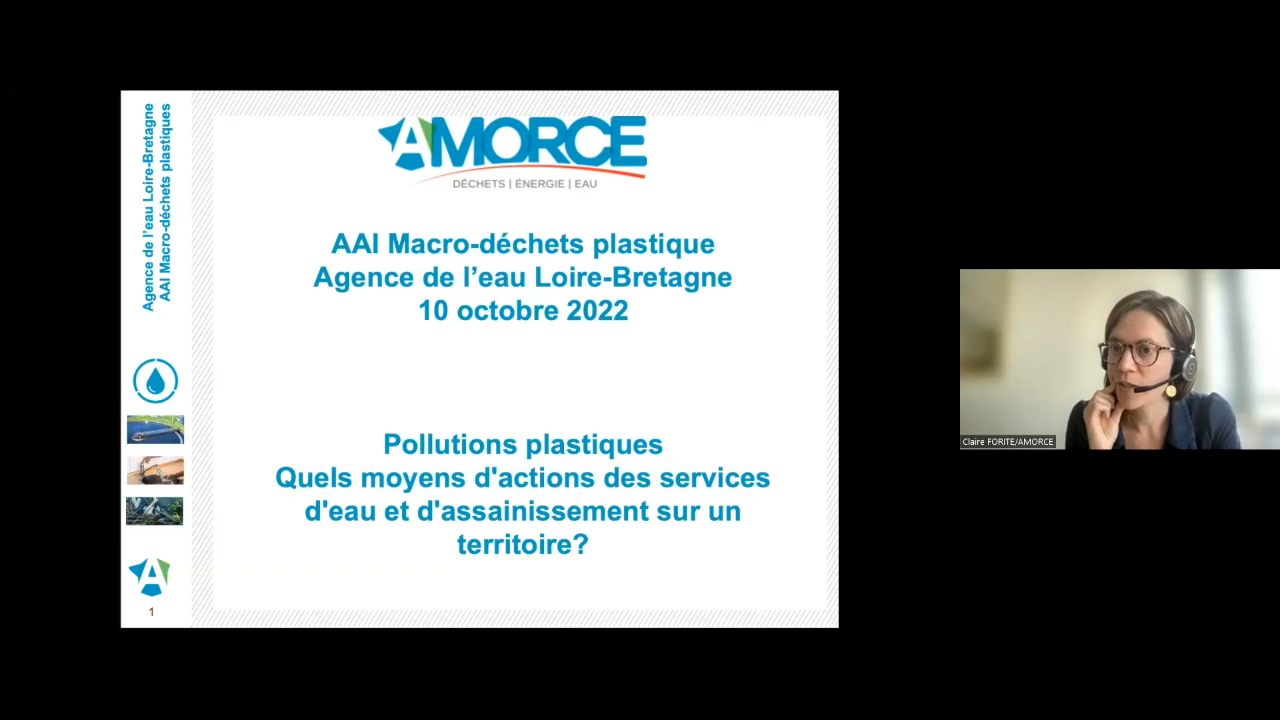 Agence de l'eau Loire-Bretagne
AAI Macro-déchets plastiques
AMORCE
DÉCHETS | ÉNERGIE | EAU
AAI Macro-déchets plastique
Agence de l’eau Loire-Bretagne
10 octobre 2022
Pollutions plastiques
Quels moyens d'actions des services
d'eau et d'assainissement sur un
territoire?
A
1
Claire FORITE/AMORCE